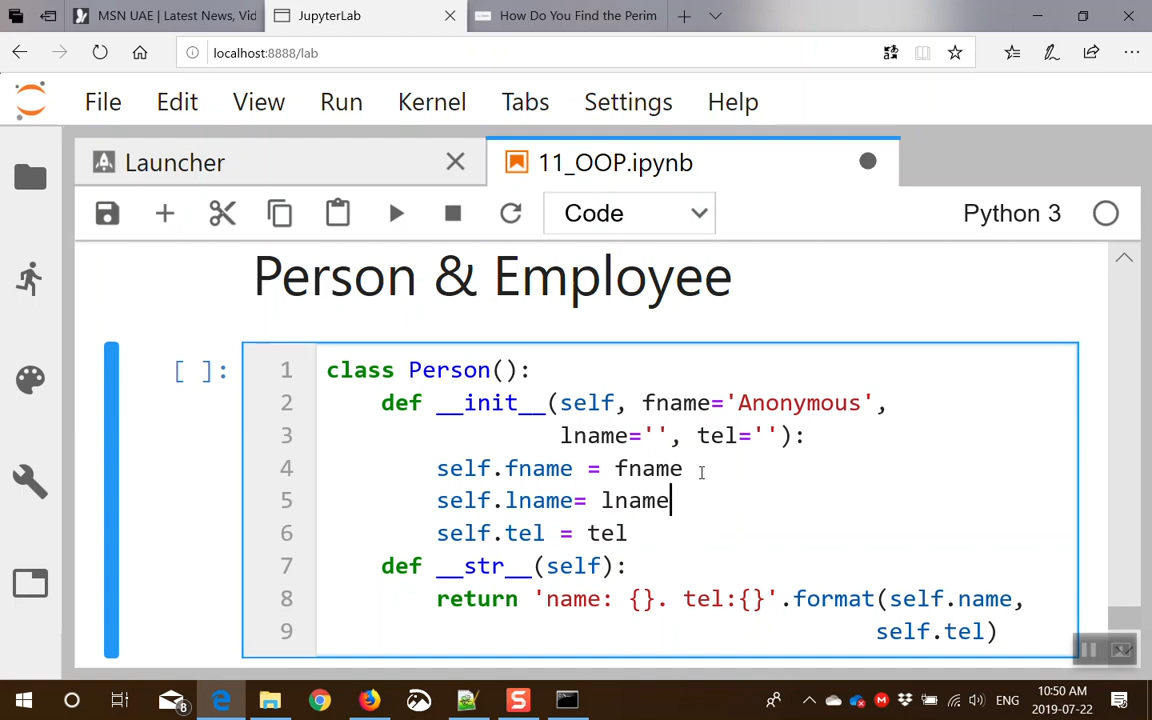 MSN UAE | Latest News, Vid
JupyterLab
How Do You Find the Perim
localhost:8888/lab
File Edit View Run Kernel Tabs Settings Help
Launcher
11_OOP.ipynb
Code
Python 3
Person & Employee
[ ]:
1 class Person():
2 def __init__(self, fname='Anonymous',
3 lname='', tel=''):
4 self.fname = fname
5 self.lname= lname
6 self.tel = tel
7 def __str__(self):
8 return 'name: {}. tel:{}'.format(self.name,
9 self.tel)
8
ENG
10:50 AM
2019-07-22